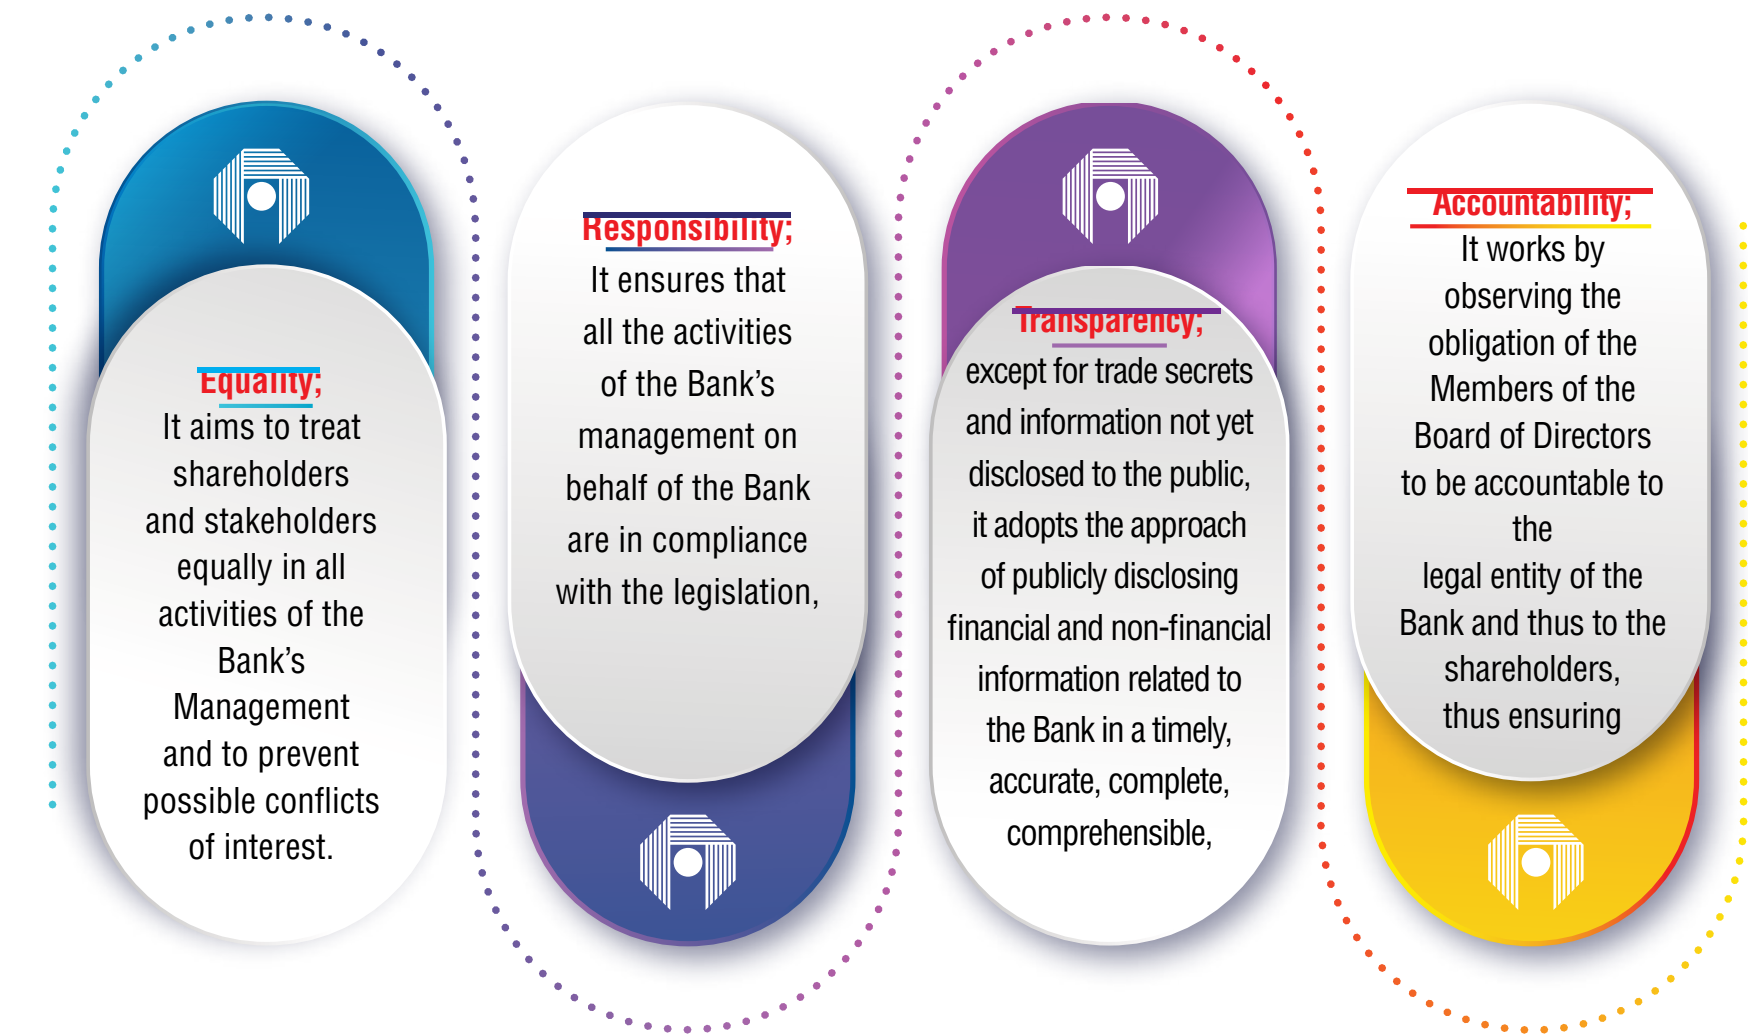 Equality;
It aims to treat
shareholders
and stakeholders
equally in all
activities of the
Bank’s
Management
and to prevent
possible conflicts
of interest.
Responsibility;
It ensures that
all the activities
of the Bank’s
management on
behalf of the Bank
are in compliance
with the legislation,
Transparency;
except for trade secrets
and information not yet
disclosed to the public,
it adopts the approach
of publicly disclosing
financial and non-financial
information related to
the Bank in a timely,
accurate, complete,
comprehensible,
Accountability;
It works by
observing the
obligation of the
Members of the
Board of Directors
to be accountable to
the
legal entity of the
Bank and thus to the
shareholders,
thus ensuring